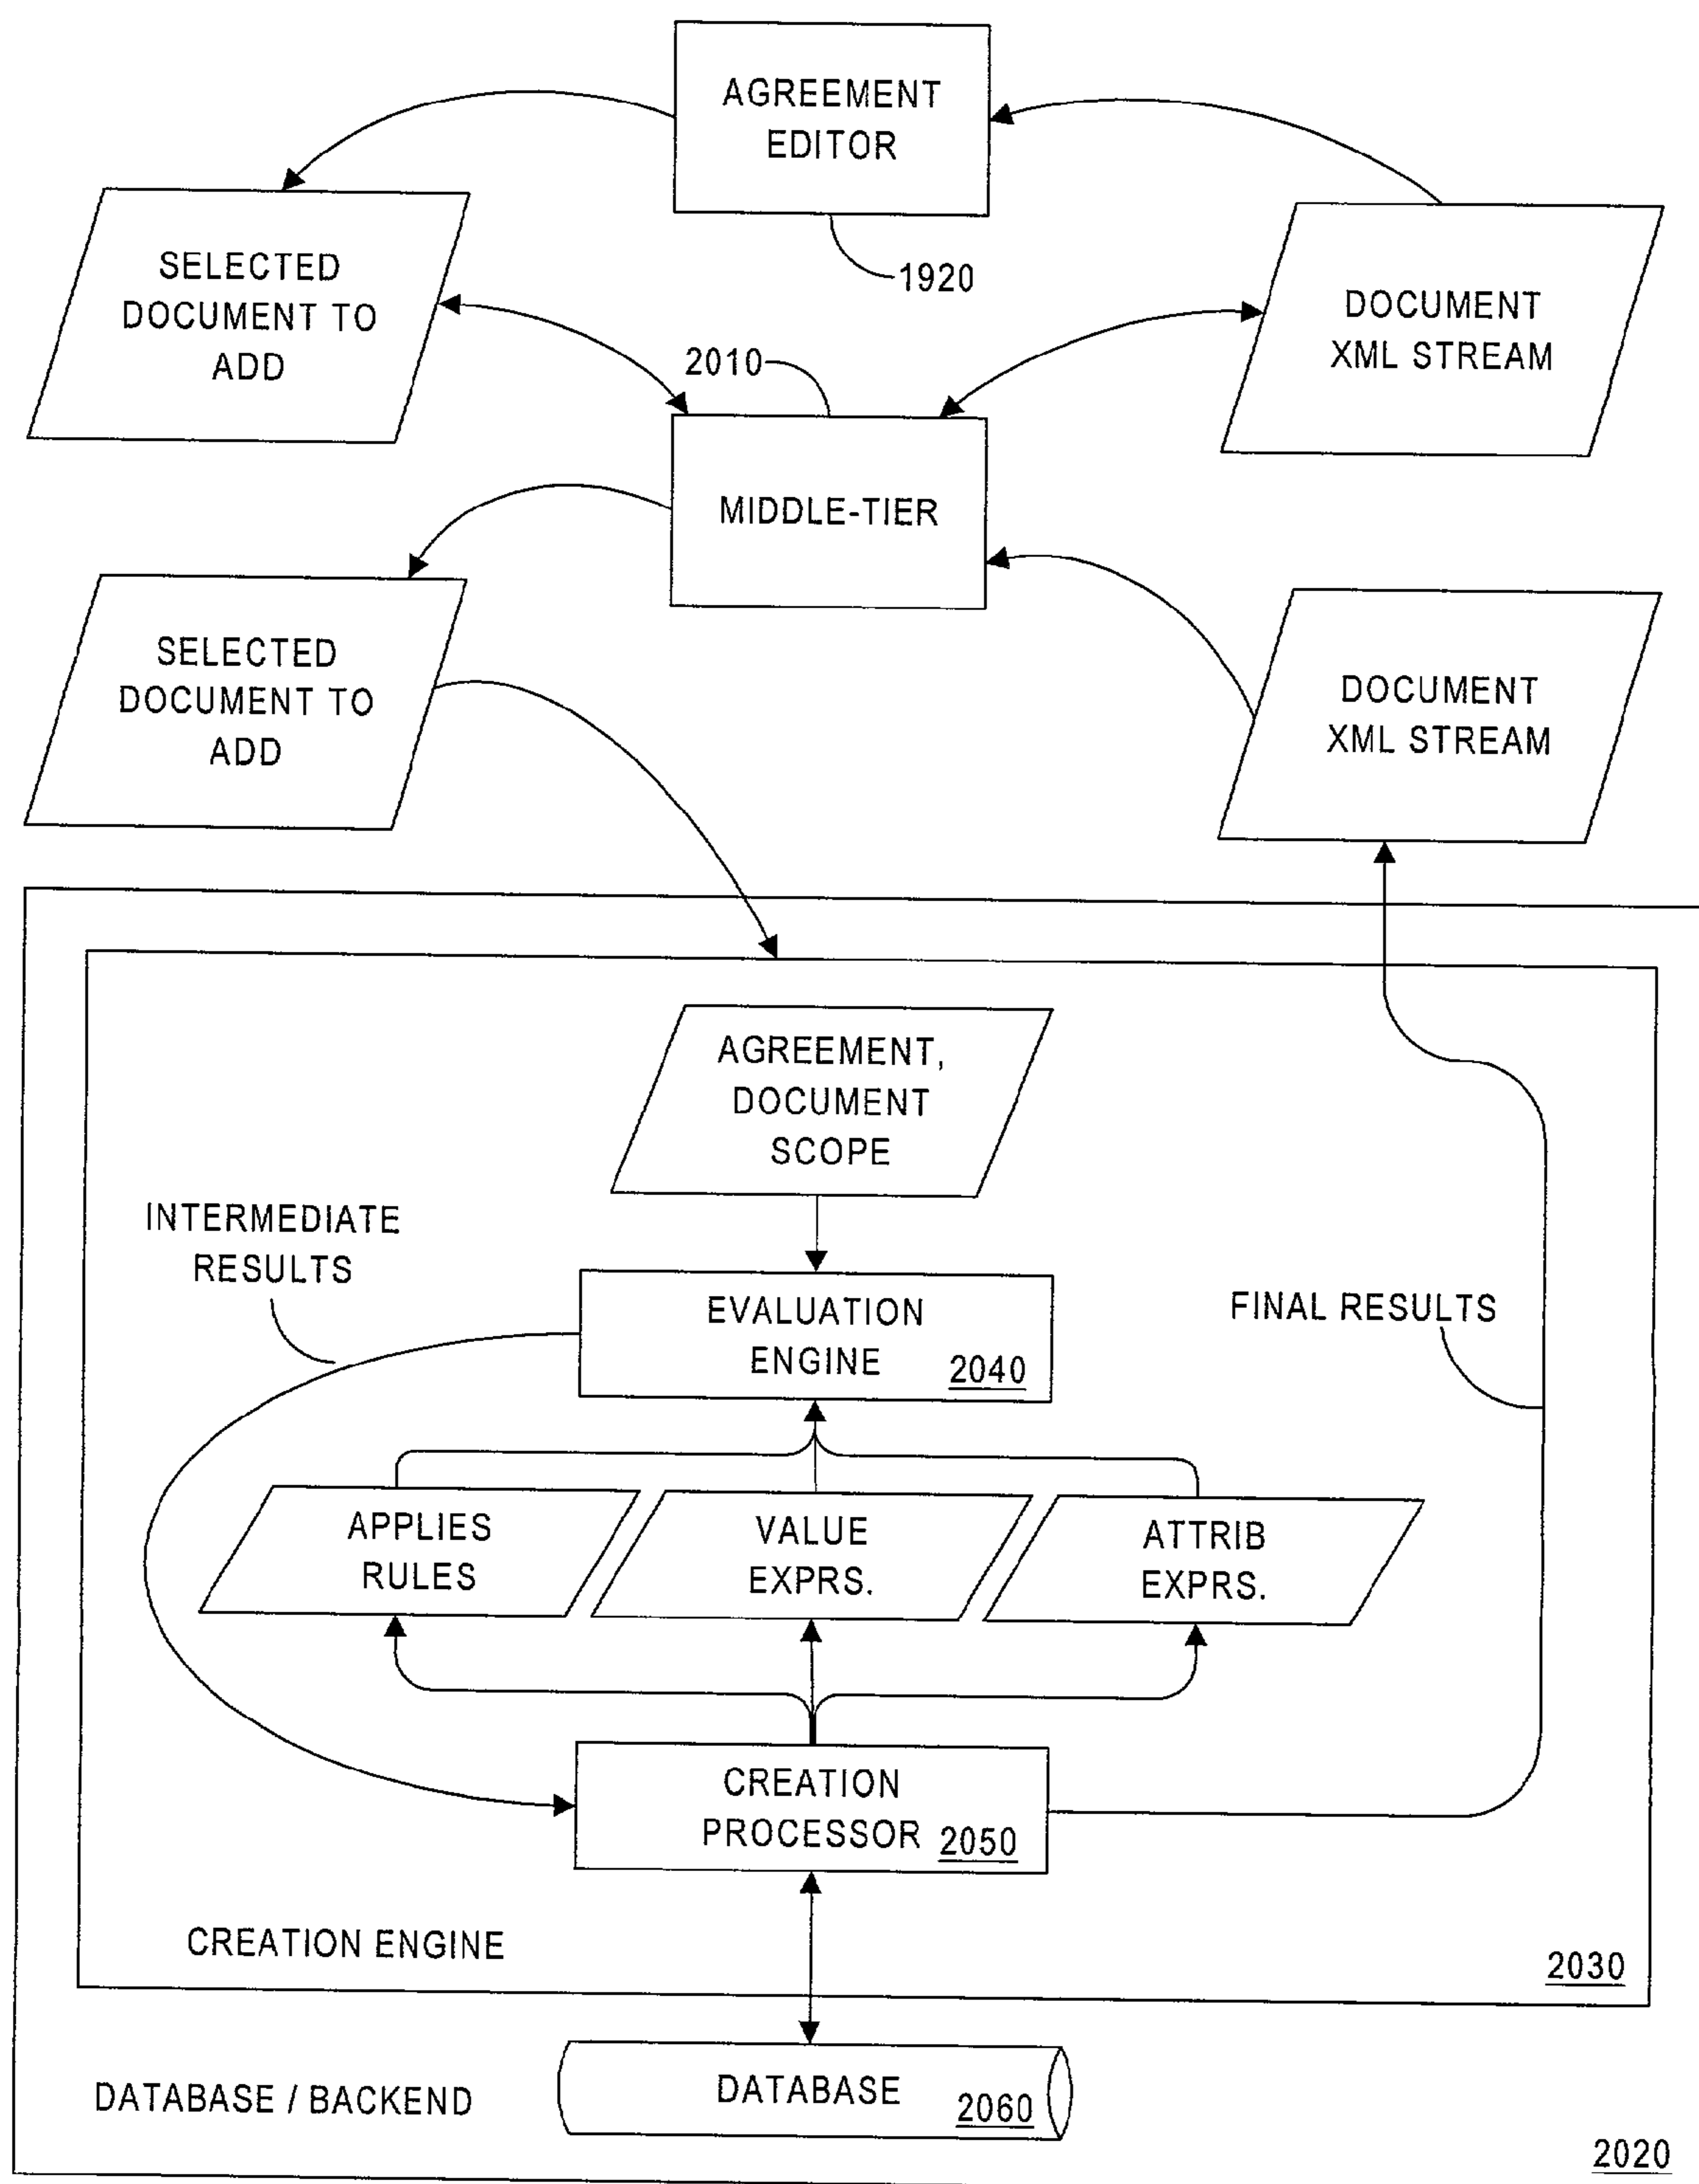 AGREEMENT
EDITOR
1920
SELECTED
DOCUMENT TO
ADD
DOCUMENT
XML STREAM
2010
MIDDLE-TIER
SELECTED
DOCUMENT TO
ADD
DOCUMENT
XML STREAM
AGREEMENT,
DOCUMENT
SCOPE
INTERMEDIATE
RESULTS
EVALUATION
ENGINE 2040
FINAL RESULTS
APPLIES
RULES
VALUE
EXPRS.
ATTRIB
EXPRS.
CREATION
PROCESSOR 2050
CREATION ENGINE
2030
DATABASE 2060
DATABASE / BACKEND
2020